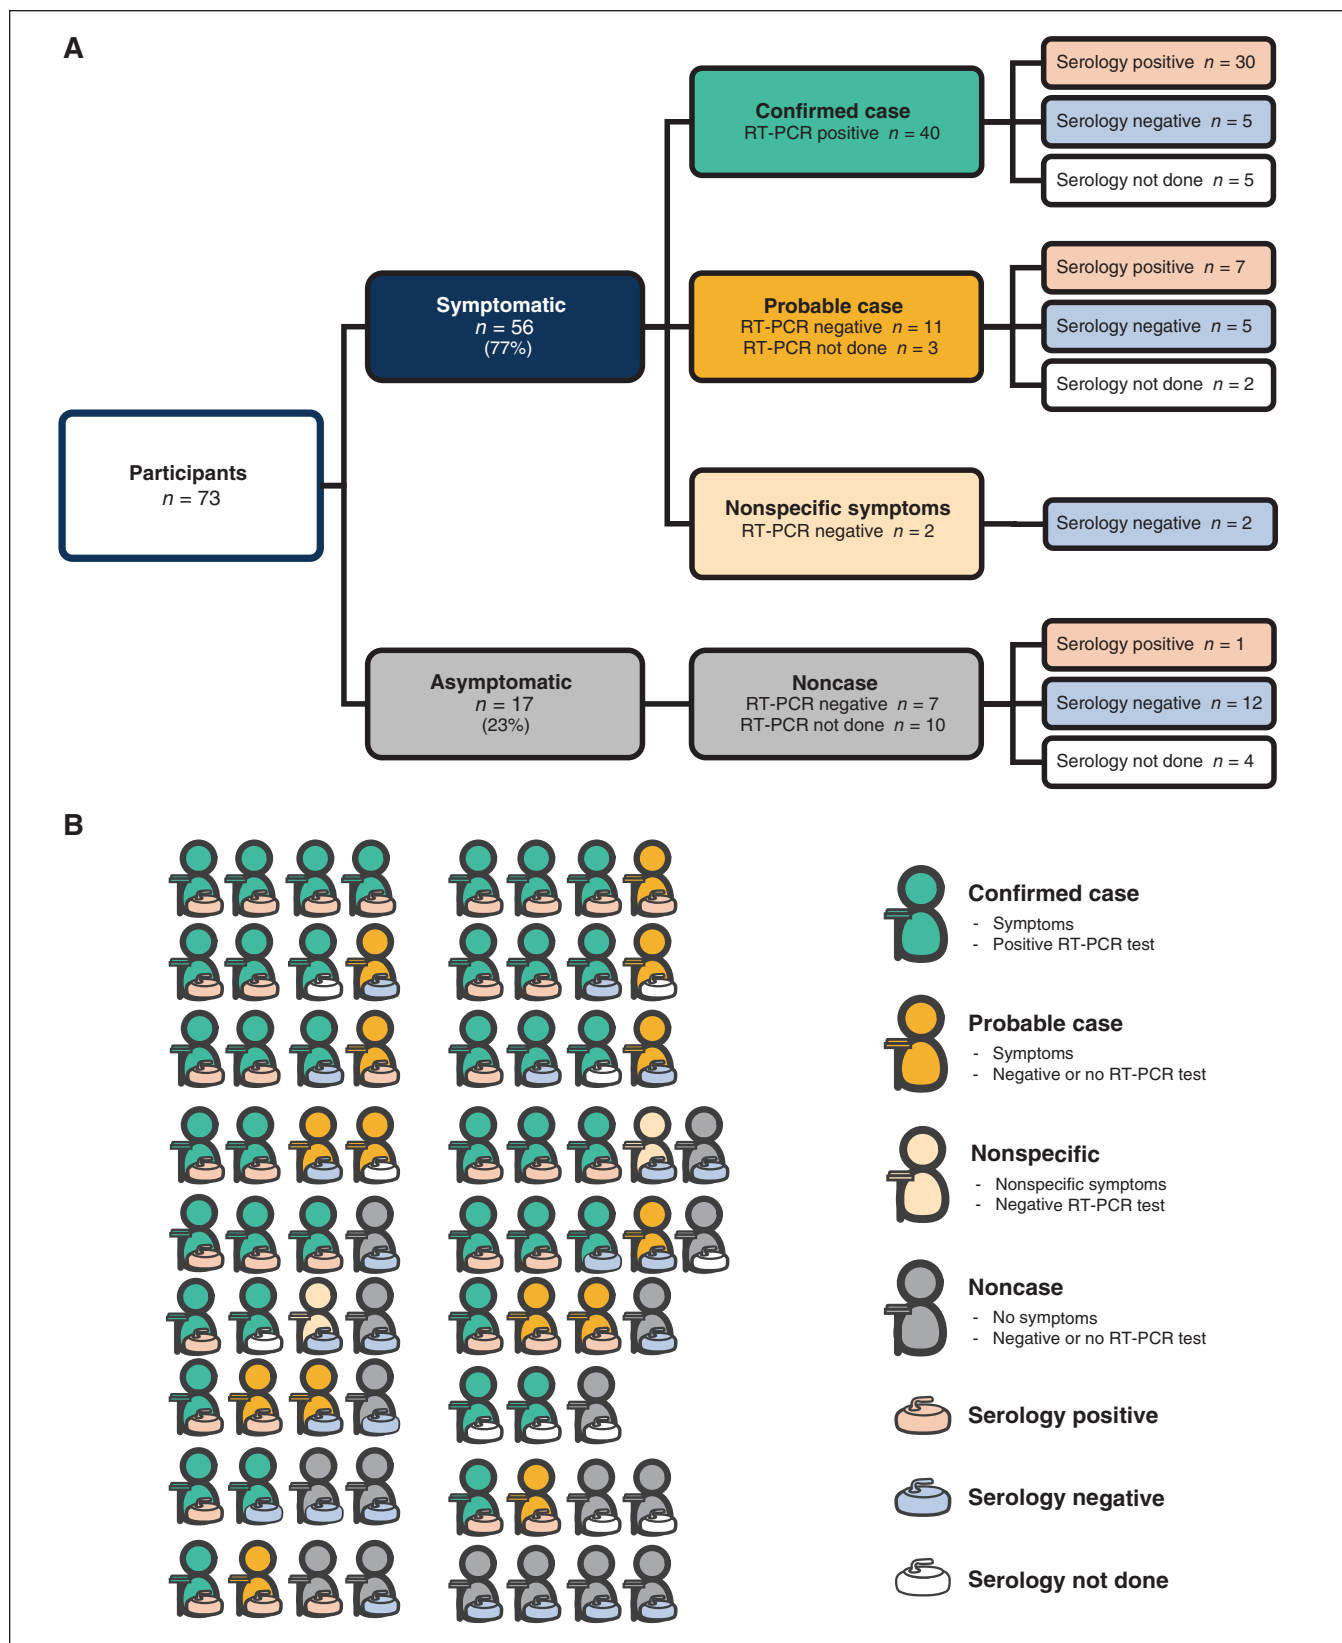 A
Participants
n = 73
Symptomatic
n = 56
(77%)
Asymptomatic
n = 17
(23%)
Confirmed case
RT-PCR positive n = 40
Probable case
RT-PCR negative n = 11
RT-PCR not done n = 3
Nonspecific symptoms
RT-PCR negative n = 2
Noncase
RT-PCR negative n = 7
RT-PCR not done n = 10
Serology positive n = 30
Serology negative n = 5
Serology not done n = 5
Serology positive n = 7
Serology negative n = 5
Serology not done n = 2
Serology negative n = 2
Serology positive n = 1
Serology negative n = 12
Serology not done n = 4
B
Confirmed case
- Symptoms
- Positive RT-PCR test
Probable case
- Symptoms
- Negative or no RT-PCR test
Nonspecific
- Nonspecific symptoms
- Negative RT-PCR test
Noncase
- No symptoms
- Negative or no RT-PCR test
Serology positive
Serology negative
Serology not done